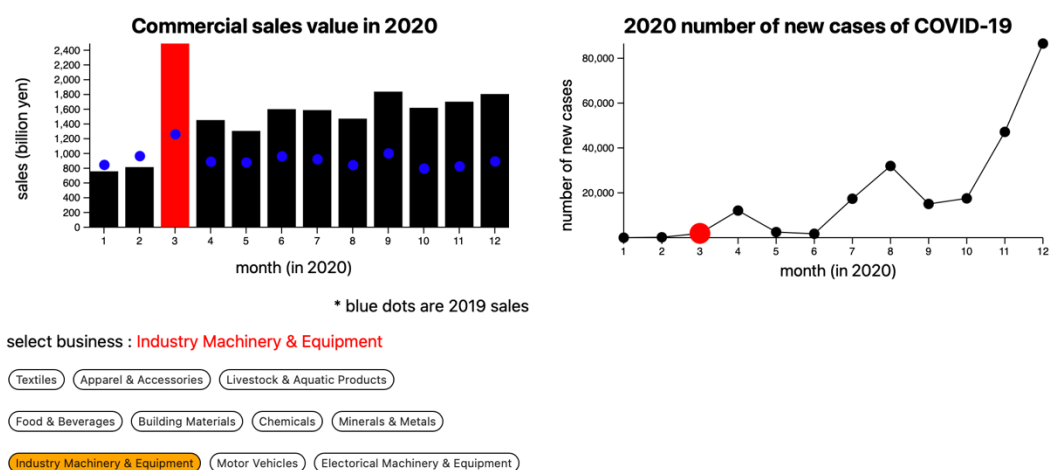 Commercial sales value in 2020
2,400
2,200
2,000
1,800
1,600
1,400
1,200
1,000
800
600
400
200
0
sales (billion yen)
1 2 3 4 5 6 7 8 9 10 11 12
month (in 2020)
* blue dots are 2019 sales
2020 number of new cases of COVID-19
80,000
60,000
40,000
20,000
number of new cases
1 2 3 4 5 6 7 8 9 10 11 12
month (in 2020)
select business : Industry Machinery & Equipment
Textiles Apparel & Accessories Livestock & Aquatic Products
Food & Beverages Building Materials Chemicals Minerals & Metals
Industry Machinery & Equipment Motor Vehicles Electorical Machinery & Equipment